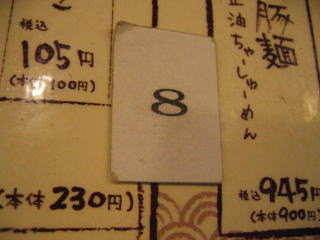 税込
105円
(本体100円)
(本体 230円)
8
豚麺
正油ちゃーしゅーめん
税込 945円
(本体900円)